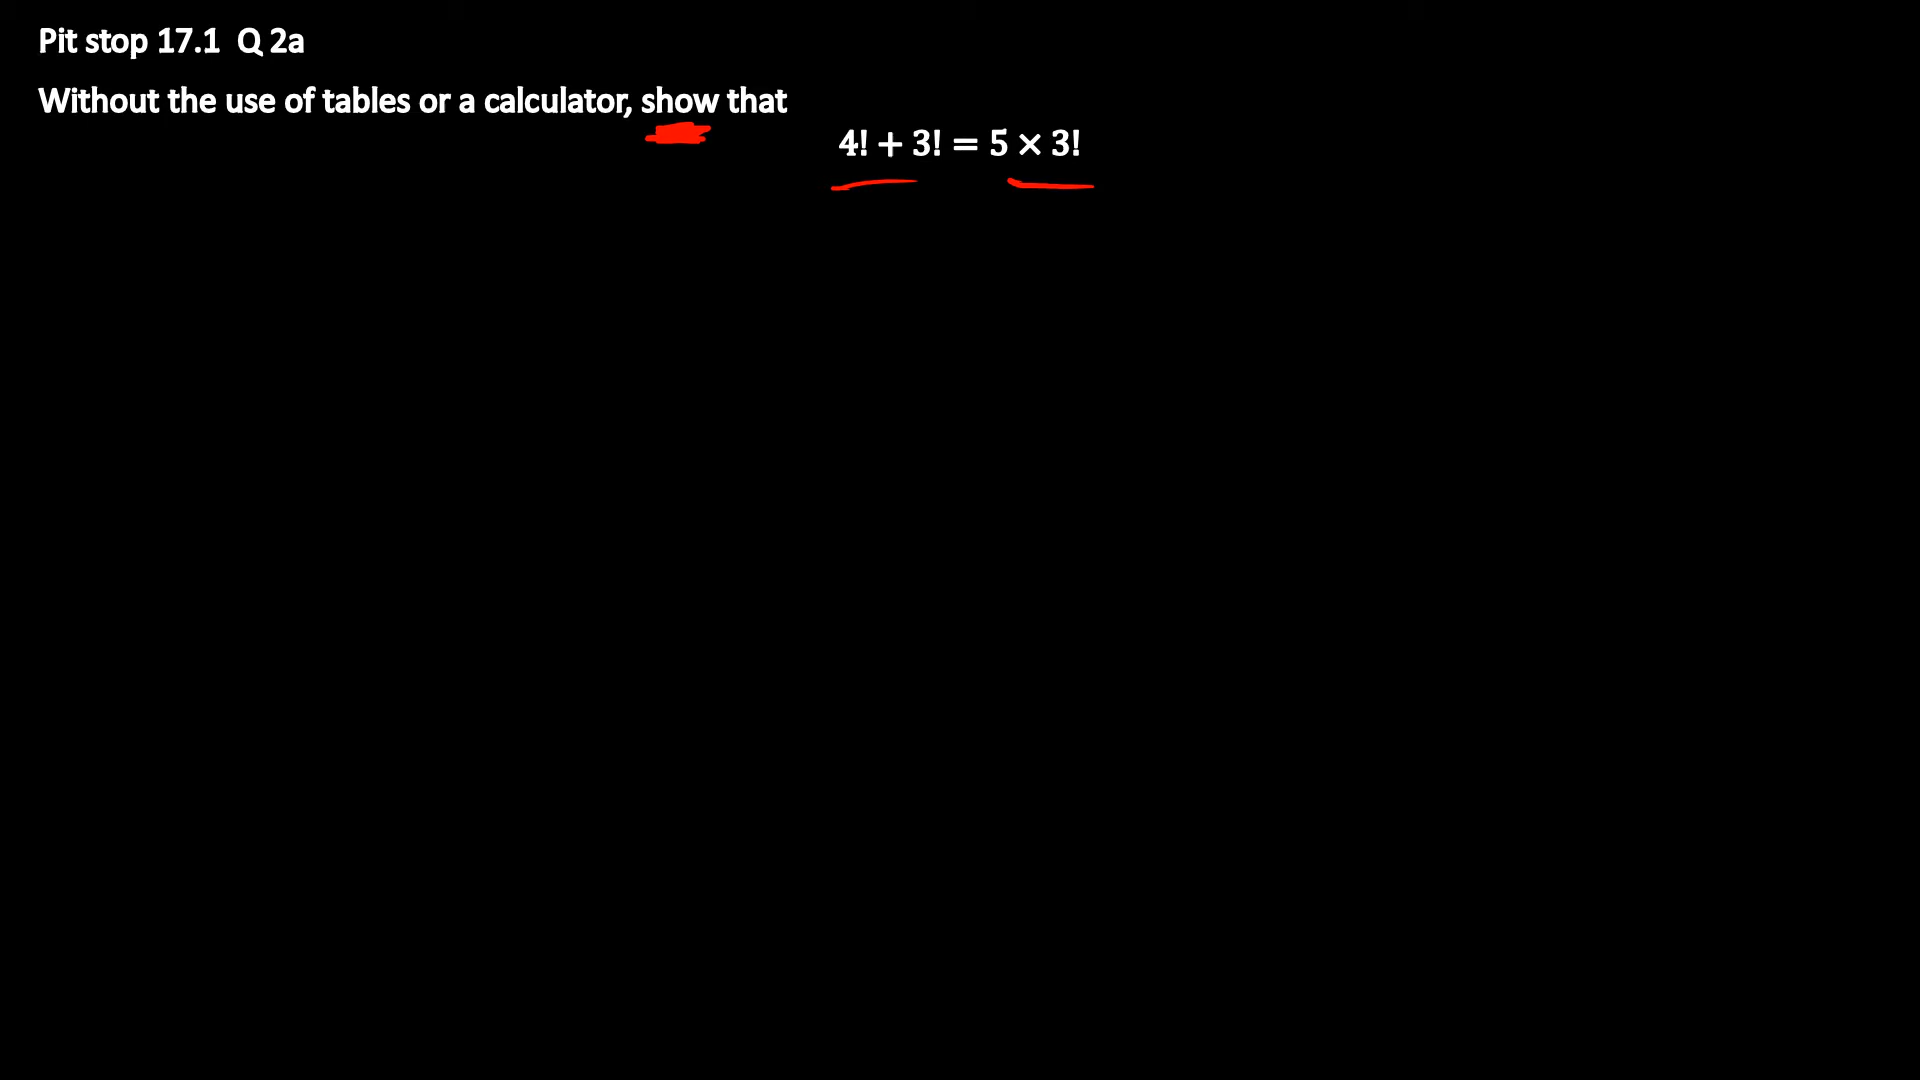 Pit stop 17.1 Q 2a
Without the use of tables or a calculator, show that
4! + 3! = 5 × 3!